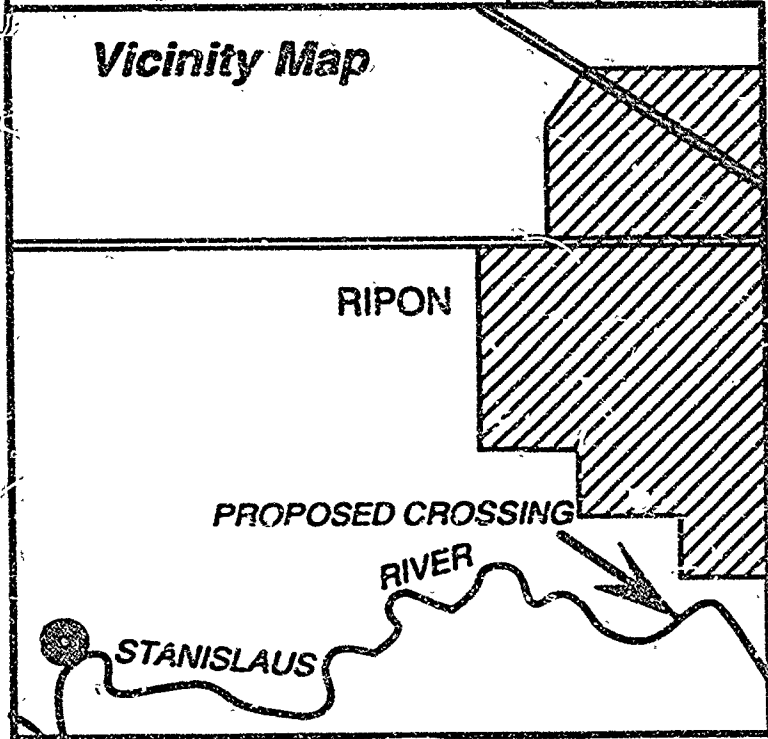 Vicinity Map
RIPON
PROPOSED CROSSING
RIVER
STANISLAUS